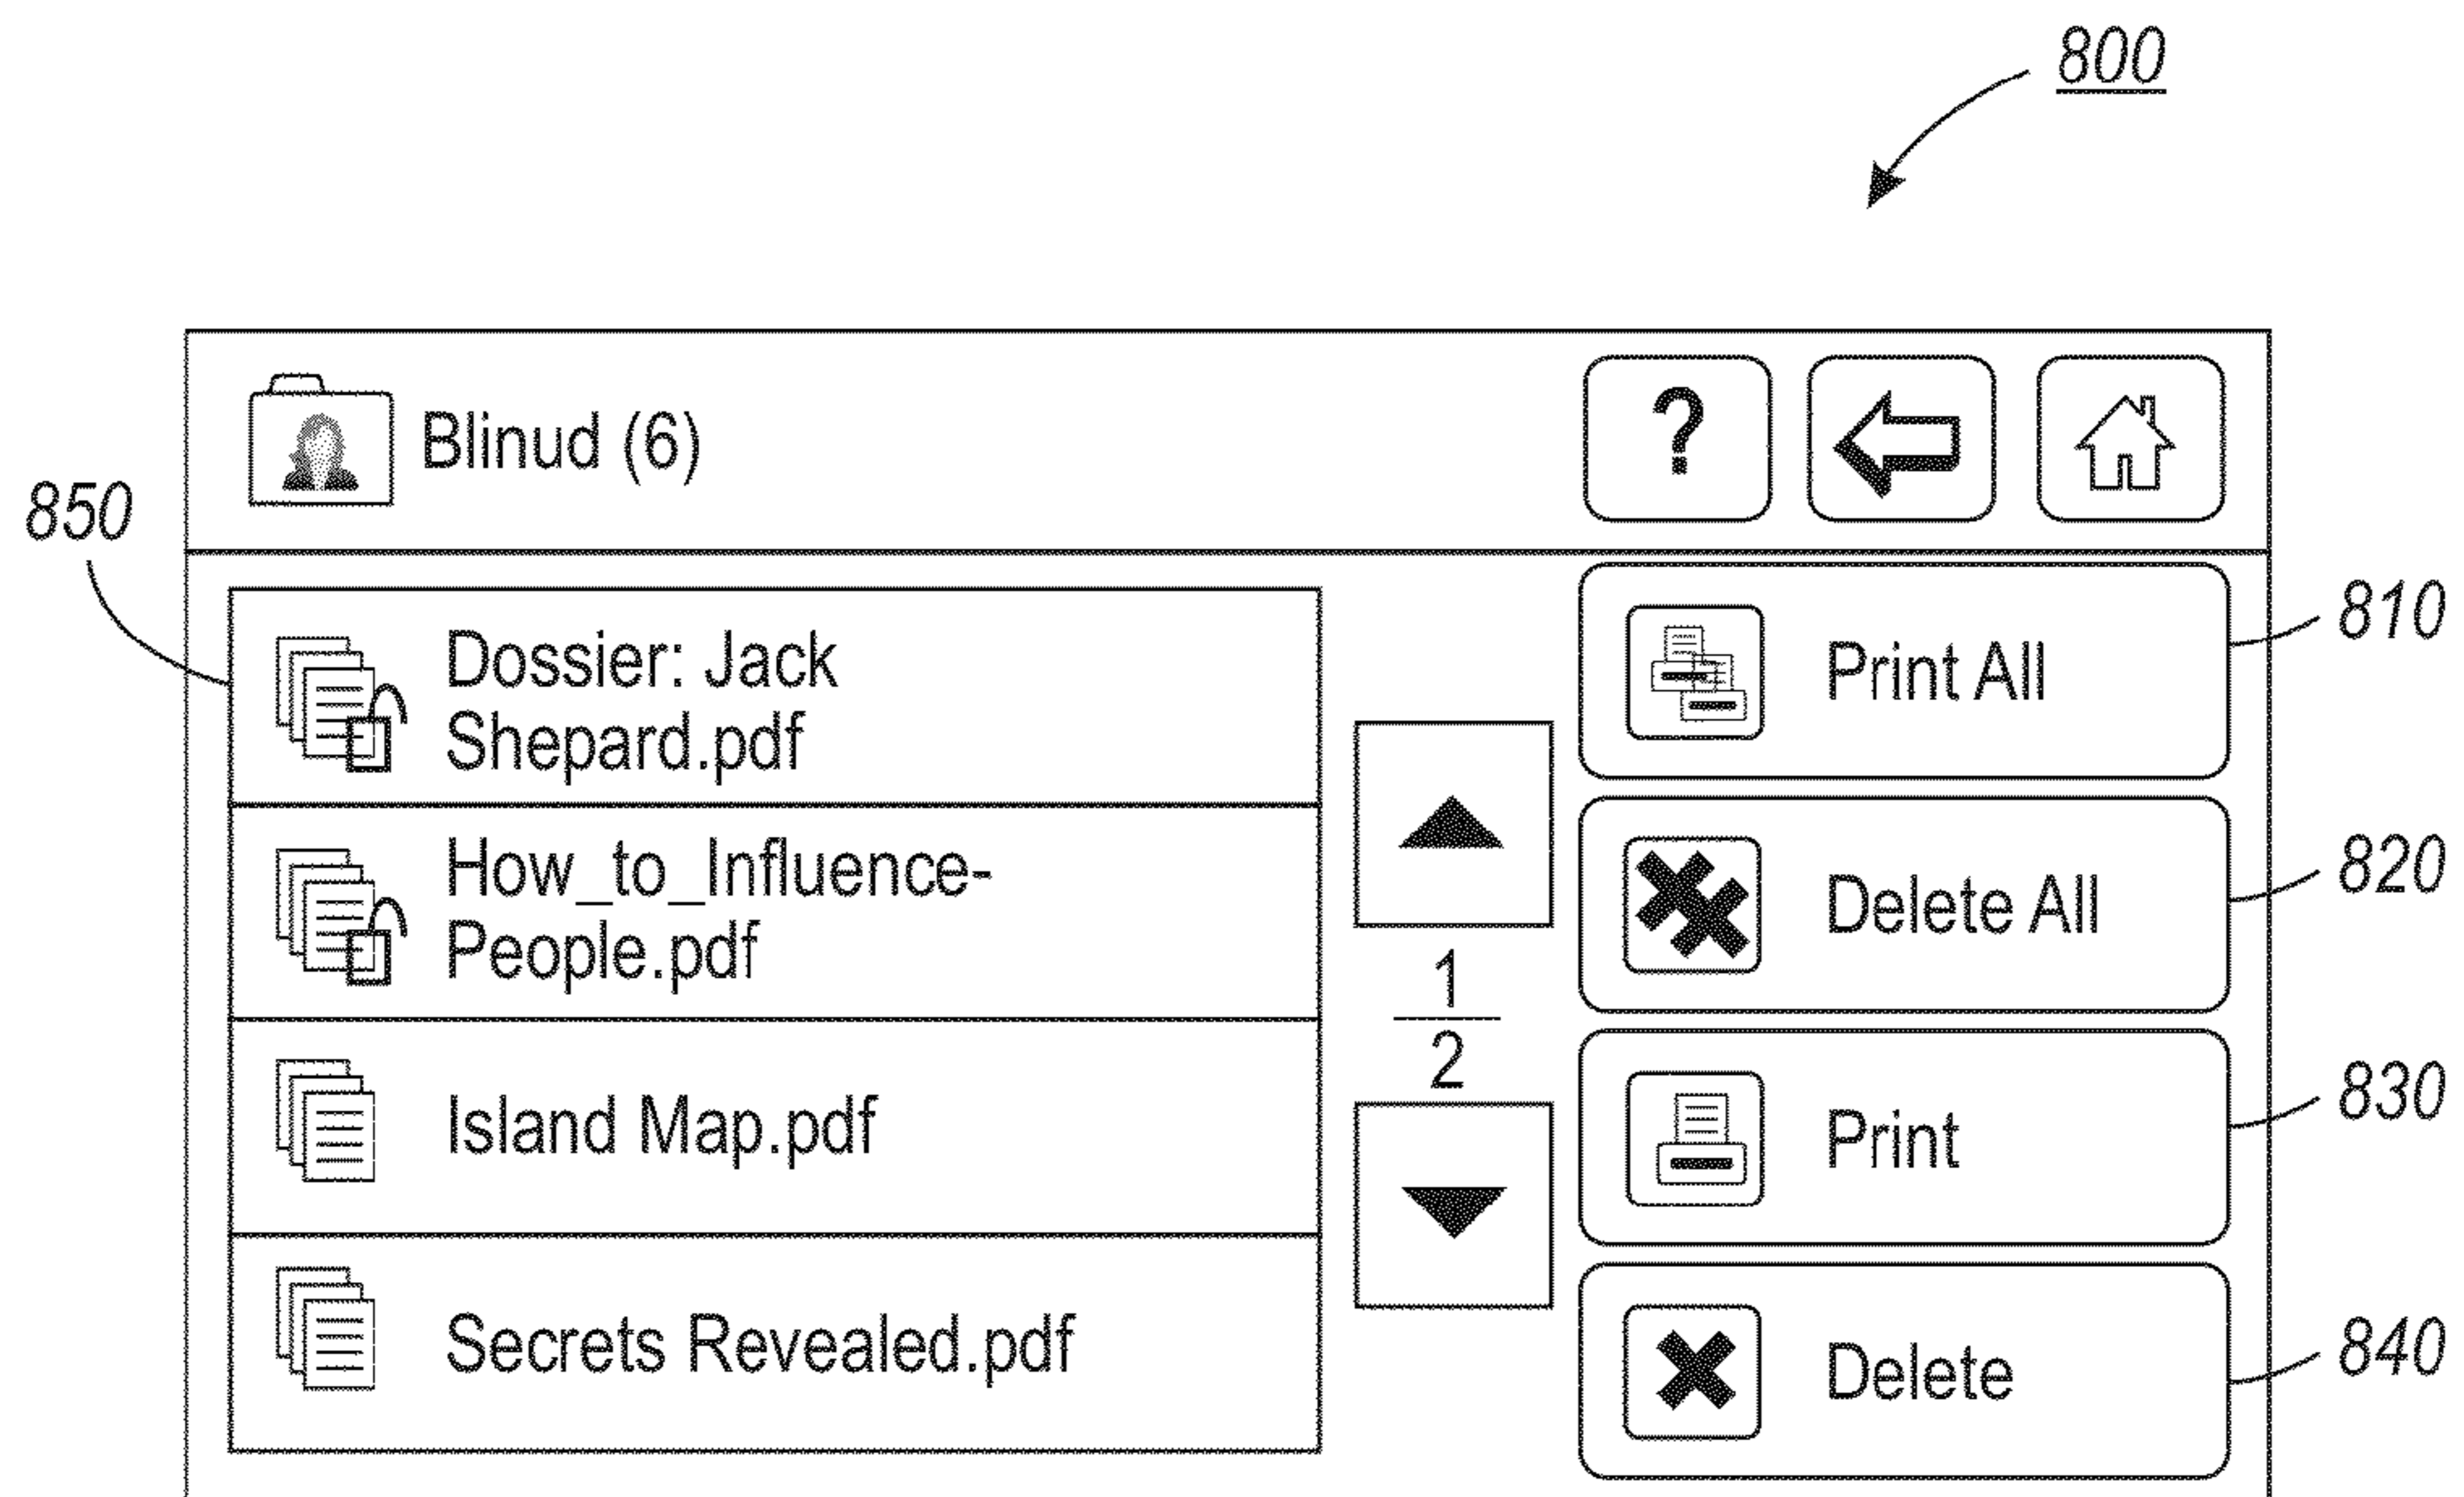 800
Blinud (6)
?
850
Dossier: Jack
Shepard.pdf
How_to_Influence-
People.pdf
Island Map.pdf
Secrets Revealed.pdf
1
2
Print All
810
Delete All
820
Print
830
Delete
840